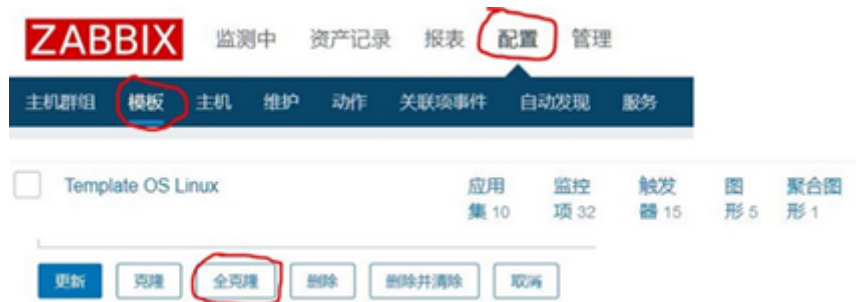 ZABBIX 监测中 资产记录 报表 配置 管理
主机群组 模板 主机 维护 动作 关联项事件 自动发现 服务
Template OS Linux 应用 监控 触发 图 聚合图
集 10 项 32 器 15 形 5 形 1
更新 克隆 全克隆 删除 删除并清除 取消